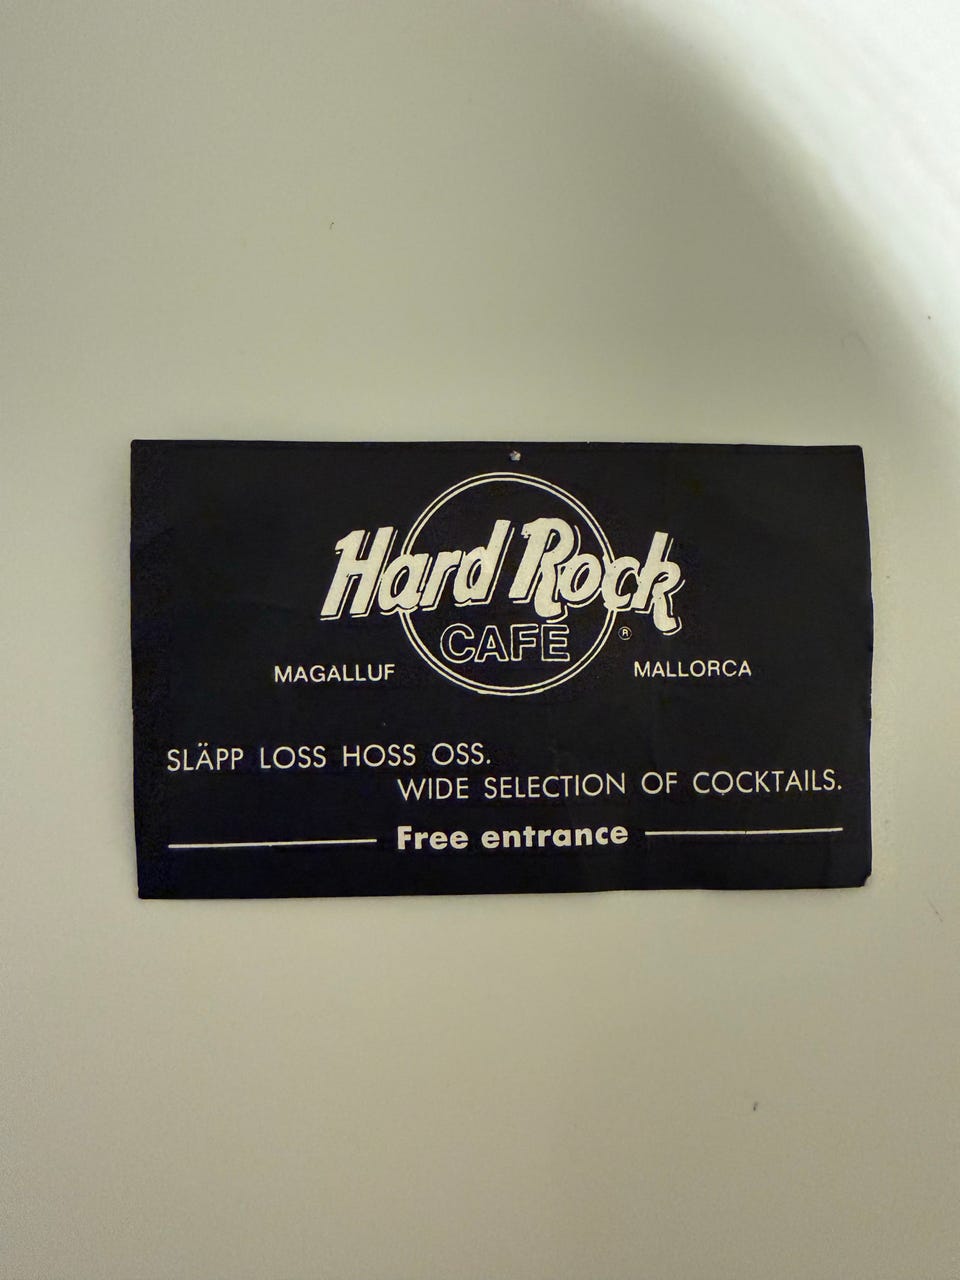 Hard Rock
CAFE ®
MAGALLUF MALLORCA
SLÄPP LOSS HOSS OSS.
WIDE SELECTION OF COCKTAILS.
Free entrance